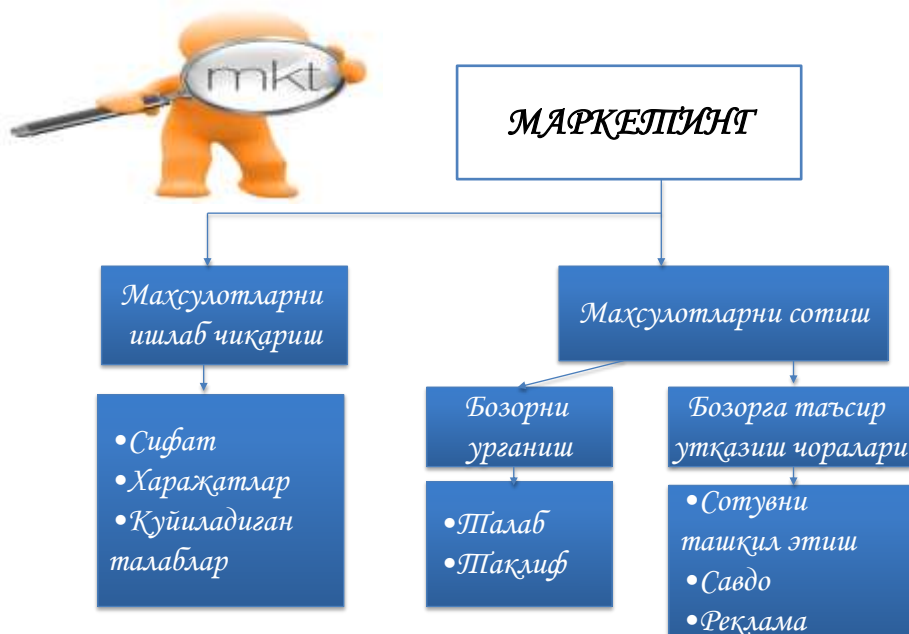 mkt
МАРКЕТИНГ
Махсулотларни
ишлаб чикариш
Махсулотларни сотиш
•Сифат
•Харажатлар
•Куйиладиган
талаблар
Бозорни
урганиш
Бозорга таъсир
утказиш чоралари
•Талаб
•Таклиф
•Сотувни
ташкил этиш
•Савдо
•Реклама